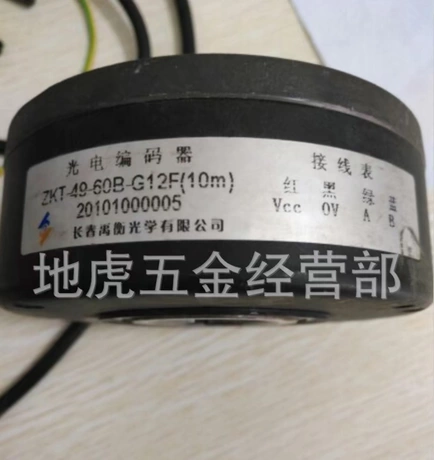 光电编码器
ZKT-49-60B-G12F(10m)
20101000005
长春禹衡光学有限公司
接线表
红 黑 绿
Vcc 0V A B
地虎五金经营部